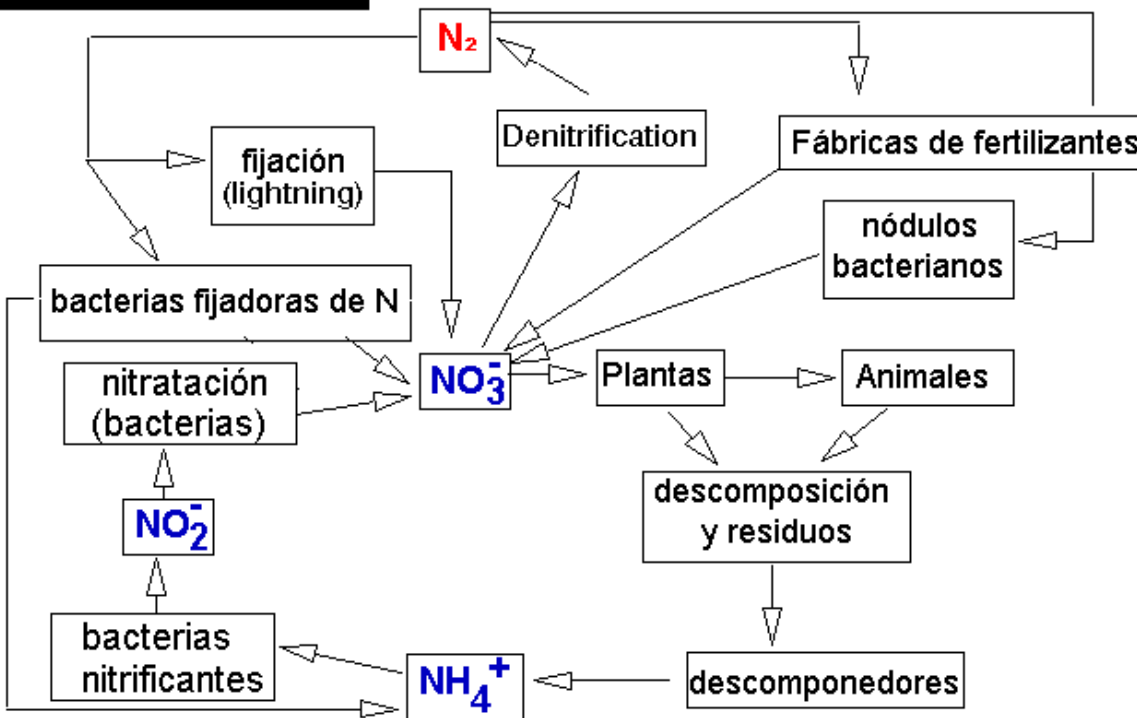 N₂
Denitrification
Fábricas de fertilizantes
fijación
(lightning)
nódulos
bacterianos
bacterias fijadoras de N
NO₃⁻
Plantas
Animales
nitratación
(bacterias)
descomposición
y residuos
NO₂⁻
bacterias
nitrificantes
NH₄⁺
descomponedores